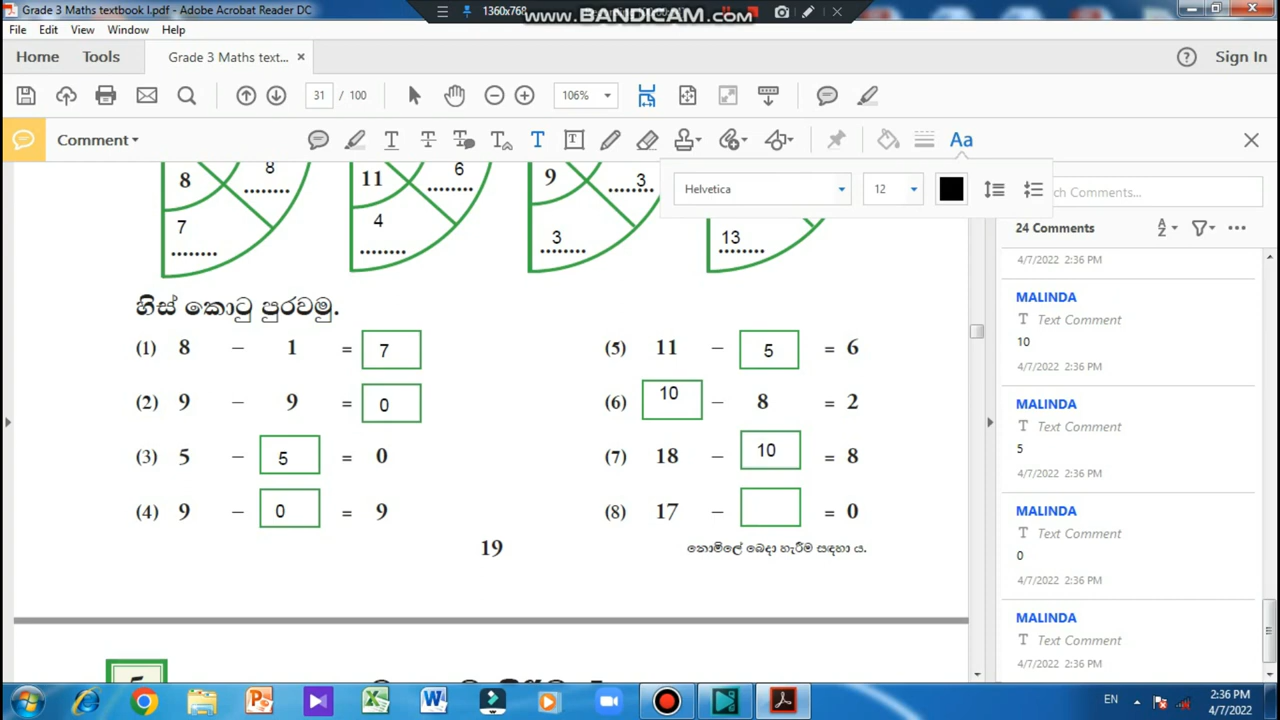 Grade 3 Maths textbook I.pdf - Adobe Acrobat Reader DC
1360x768
www.BANDICAM.com
File Edit View Window Help
Home Tools Grade 3 Maths text... × Sign In
31 / 100 106%
Comment
Helvetica 12
ch Comments...
24 Comments
8 8 11 6 9 3
7 4 3 13
හිස් කොටු පුරවමු.
(1) 8 – 1 = 7
(2) 9 – 9 = 0
(3) 5 – 5 = 0
(4) 9 – 0 = 9
(5) 11 – 5 = 6
(6) 10 – 8 = 2
(7) 18 – 10 = 8
(8) 17 – = 0
19
නොමිලේ බෙදා හැරීම සඳහා ය.
4/7/2022 2:36 PM
MALINDA
Text Comment
10
4/7/2022 2:36 PM
MALINDA
Text Comment
5
4/7/2022 2:36 PM
MALINDA
Text Comment
0
4/7/2022 2:36 PM
MALINDA
Text Comment
4/7/2022 2:36 PM
EN
2:36 PM
4/7/2022